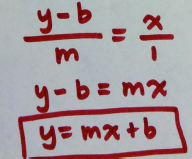 y-b/m = x/1
y-b = mx
y=mx+b